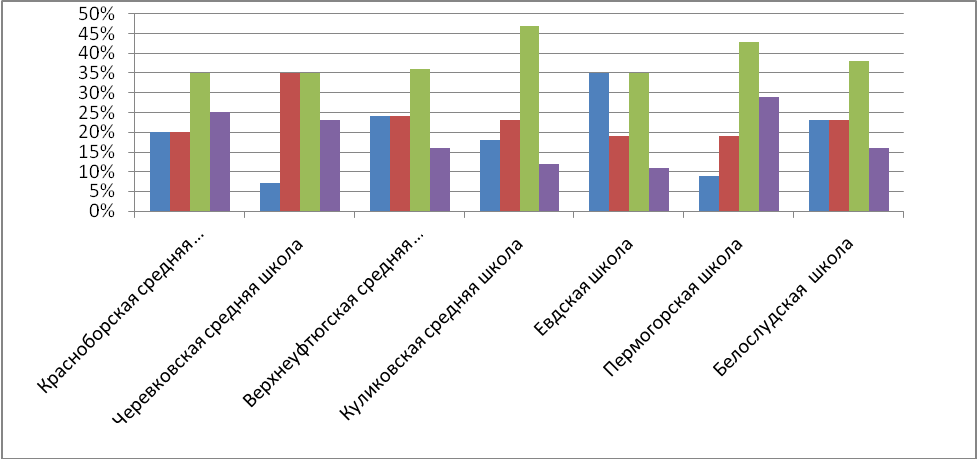 50%
45%
40%
35%
30%
25%
20%
15%
10%
5%
0%
Красноборская средняя...
Черевковская средняя школа
Верхнеуфтюгская средняя...
Куликовская средняя школа
Евдская школа
Пермогорская школа
Белослудская школа